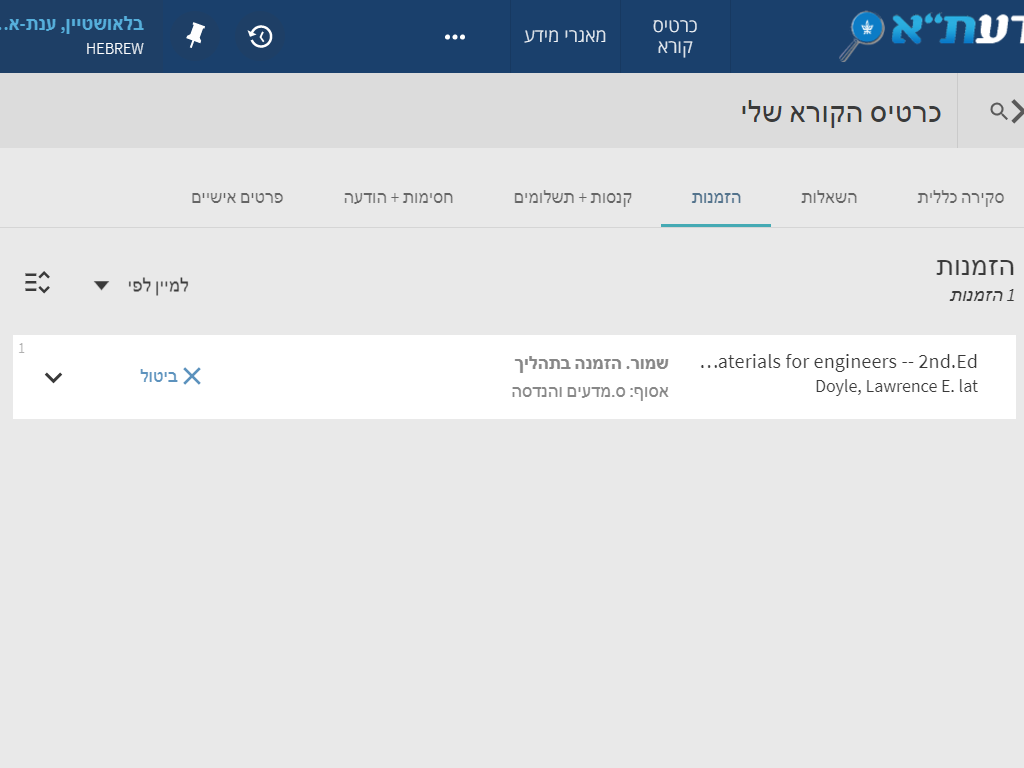 דעת"א
כרטיס
קורא
מאגרי מידע
•••
בלאושטיין, ענת-א...
HEBREW
כרטיס הקורא שלי
סקירה כללית
השאלות
הזמנות
קנסות + תשלומים
חסימות + הודעה
פרטים אישיים
הזמנות
1 הזמנות
למיין לפי
1
...aterials for engineers -- 2nd.Ed
Doyle, Lawrence E. lat
שמור. הזמנה בתהליך
אסוף: ס.מדעים והנדסה
ביטול